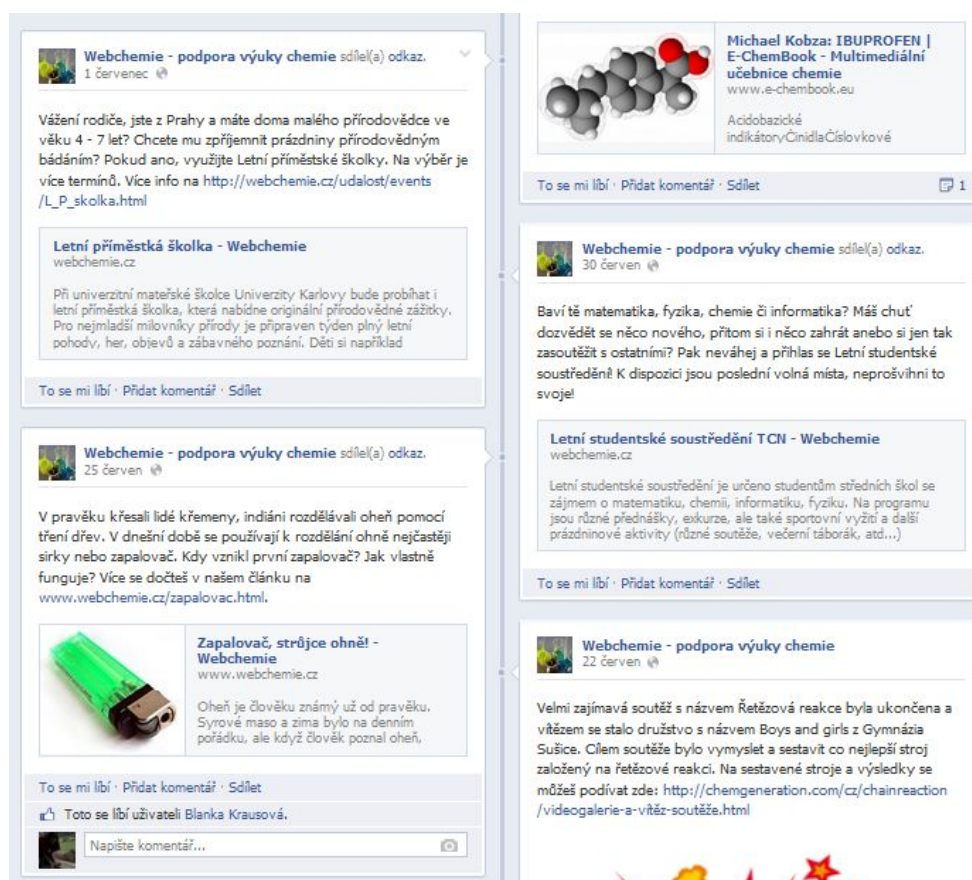 Webchemie - podpora výuky chemie sdílel(a) odkaz.
1 červenec
Vážení rodiče, jste z Prahy a máte doma malého přírodovědce ve
věku 4 - 7 let? Chcete mu zpříjemnit prázdniny přírodovědným
bádáním? Pokud ano, využijte Letní příměstské školky. Na výběr je
více termínů. Více info na http://webchemie.cz/udalost/events
/L_P_skolka.html
Letní příměstká školka - Webchemie
webchemie.cz
Při univerzitní mateřské školce Univerzity Karlovy bude probíhat i
letní příměstká školka, která nabídne originální přírodovědné zážitky.
Pro nejmladší milovníky přírody je připraven týden plný letní
pohody, her, objevů a zábavného poznání. Děti si například
To se mi líbí · Přidat komentář · Sdílet
Webchemie - podpora výuky chemie sdílel(a) odkaz.
25 červen
V pravěku křesali lidé křemeny, indiáni rozdělávali oheň pomocí
tření dřev. V dnešní době se používají k rozdělání ohně nejčastěji
sirky nebo zapalovač. Kdy vznikl první zapalovač? Jak vlastně
funguje? Více se dočteš v našem článku na
www.webchemie.cz/zapalovac.html.
Zapalovač, strůjce ohně! -
Webchemie
www.webchemie.cz
Oheň je člověku známý už od pravěku.
Syrové maso a zima bylo na denním
pořádku, ale když člověk poznal oheň,
To se mi líbí · Přidat komentář · Sdílet
Toto se líbí uživateli Blanka Krausová.
Napište komentář...
Michael Kobza: IBUPROFEN |
E-ChemBook - Multimediální
učebnice chemie
www.e-chembook.eu
Acidobazické
indikátoryČinidlaČíslovkové
To se mi líbí · Přidat komentář · Sdílet 1
Webchemie - podpora výuky chemie sdílel(a) odkaz.
30 červen
Baví tě matematika, fyzika, chemie či informatika? Máš chuť
dozvědět se něco nového, přitom si i něco zahrát anebo si jen tak
zasoutěžit s ostatními? Pak neváhej a přihlas se Letní studentské
soustředění! K dispozici jsou poslední volná místa, neprošvihni to
svoje!
Letní studentské soustředění TCN - Webchemie
webchemie.cz
Letní studentské soustředění je určeno studentům středních škol se
zájmem o matematiku, chemii, informatiku, fyziku. Na programu
jsou různé přednášky, exkurze, ale také sportovní vyžití a další
prázdninové aktivity (různé soutěže, večerní táborák, atd...)
To se mi líbí · Přidat komentář · Sdílet
Webchemie - podpora výuky chemie
22 červen
Velmi zajímavá soutěž s názvem Řetězová reakce byla ukončena a
vítězem se stalo družstvo s názvem Boys and girls z Gymnázia
Sušice. Cílem soutěže bylo vymyslet a sestavit co nejlepší stroj
založený na řetězové reakci. Na sestavené stroje a výsledky se
můžeš podívat zde: http://chemgeneration.com/cz/chainreaction
/videogalerie-a-vítěz-soutěže.html